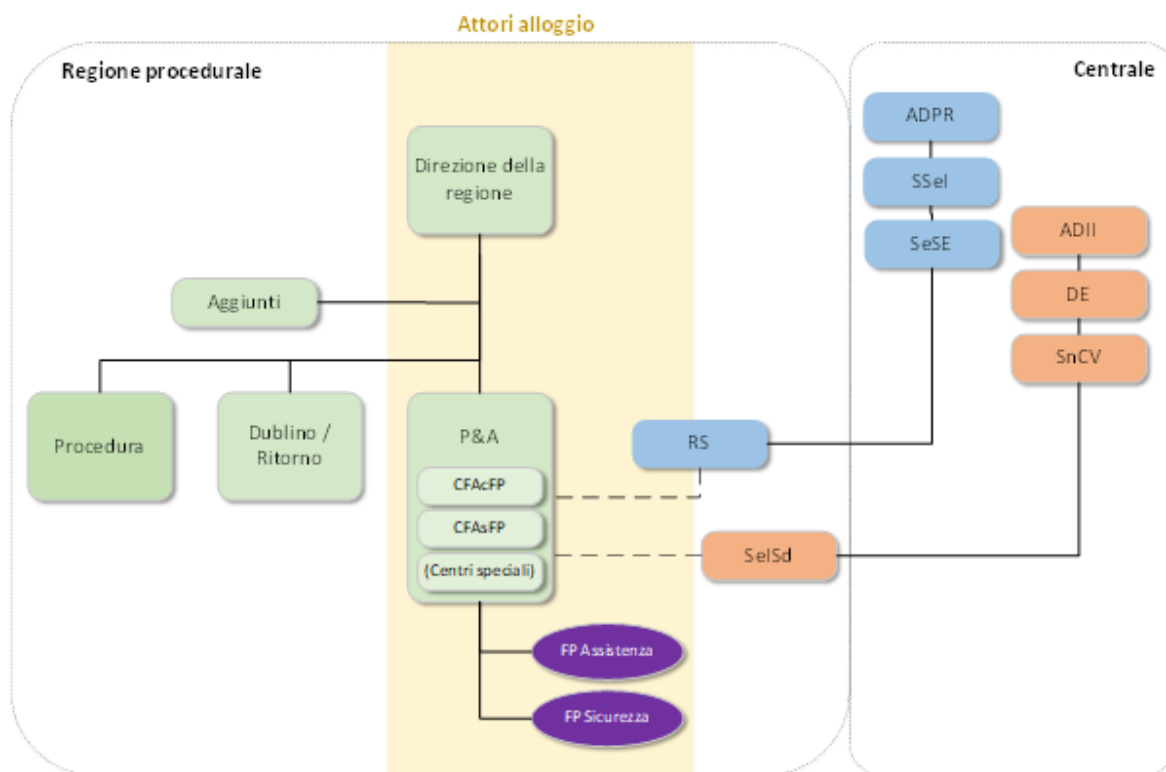 Attori alloggio
Regione procedurale
Centrale
ADPR
Direzione della
regione
SSel
ADII
SeSE
Aggiunti
DE
SnCV
Procedura
Dublino /
Ritorno
P&A
RS
CFAcFP
CFAsFP
(Centri speciali)
SelSd
FP Assistenza
FP Sicurezza